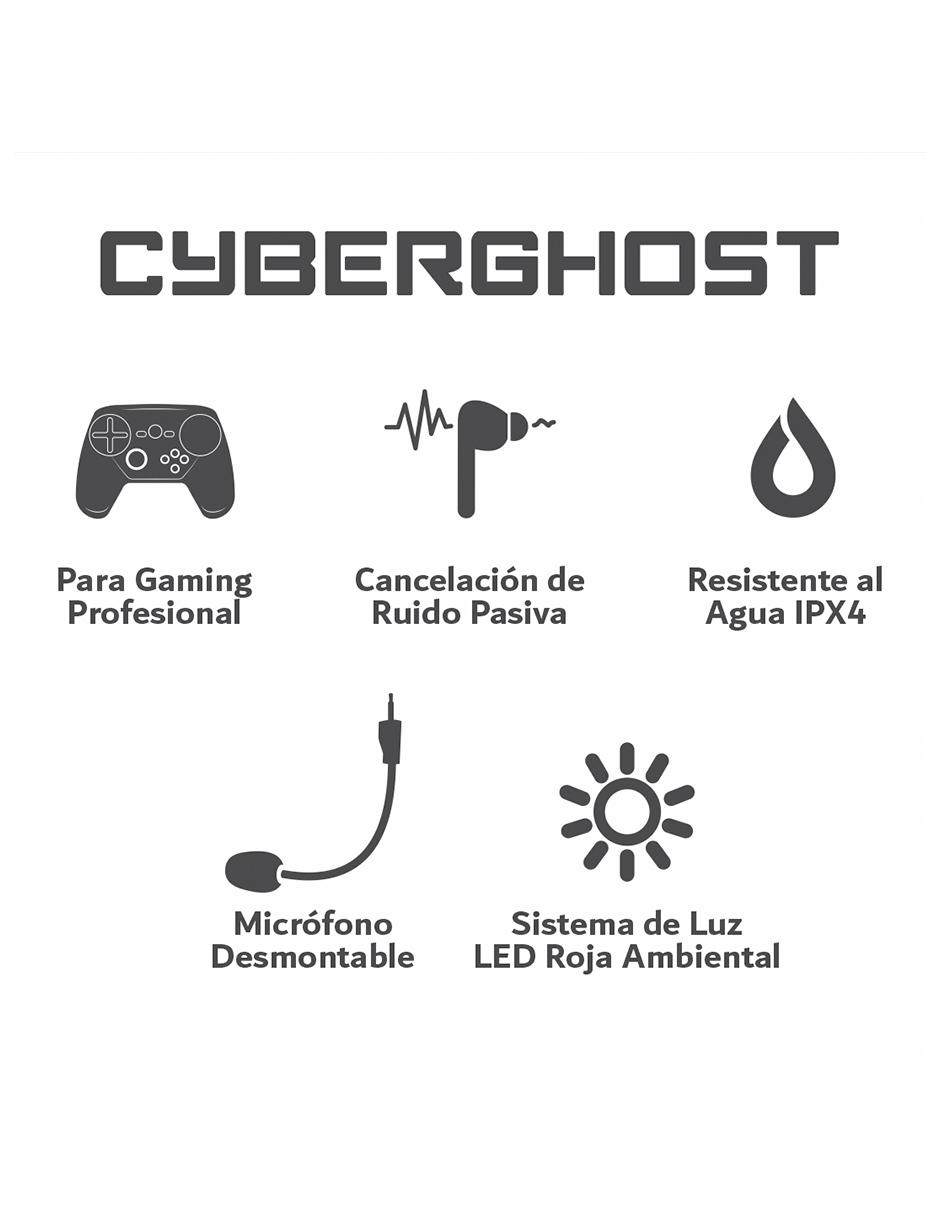 CYBERGHOST
Para Gaming
Profesional
Cancelación de
Ruido Pasiva
Resistente al
Agua IPX4
Micrófono
Desmontable
Sistema de Luz
LED Roja Ambiental